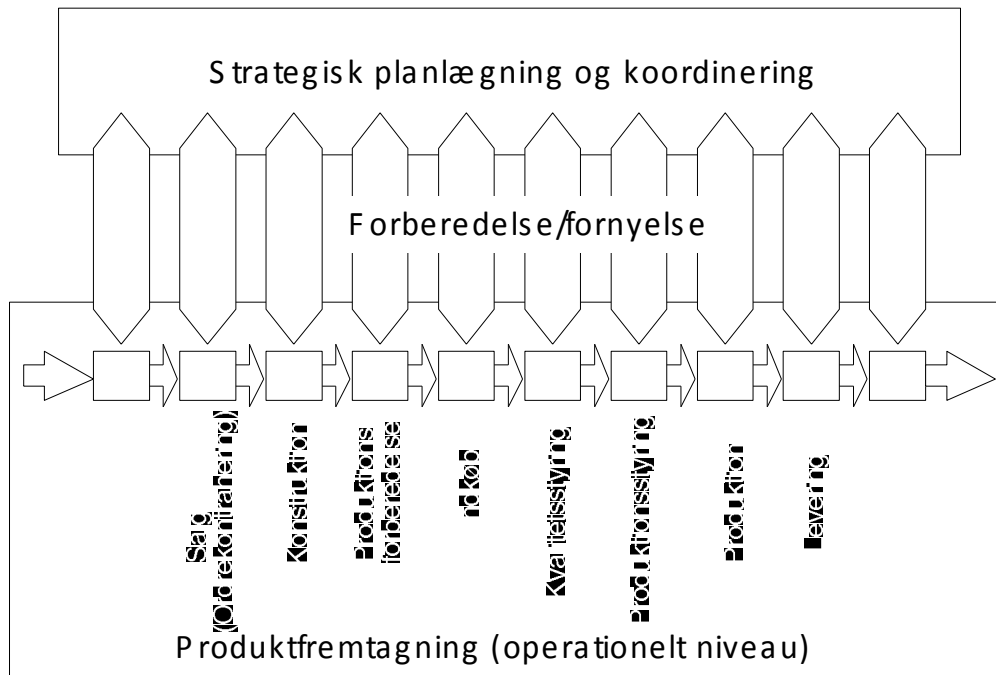 Strategisk planlægning og koordinering
Forberedelse/fornyelse
Salg
(Ordrekontrahering)
Konstruktion
Produktions
forberedelse
Indkøb
Kvalitetsstyring
Produktionsstyring
Produktion
Levering
Produktfremtagning (operationelt niveau)